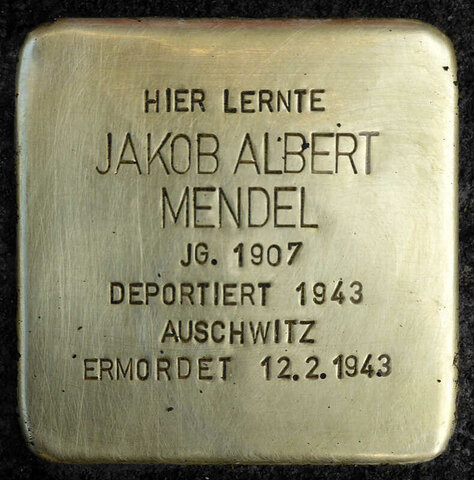 HIER LERNTE
JAKOB ALBERT
MENDEL
JG. 1907
DEPORTIERT 1943
AUSCHWITZ
ERMORDET 12.2.1943